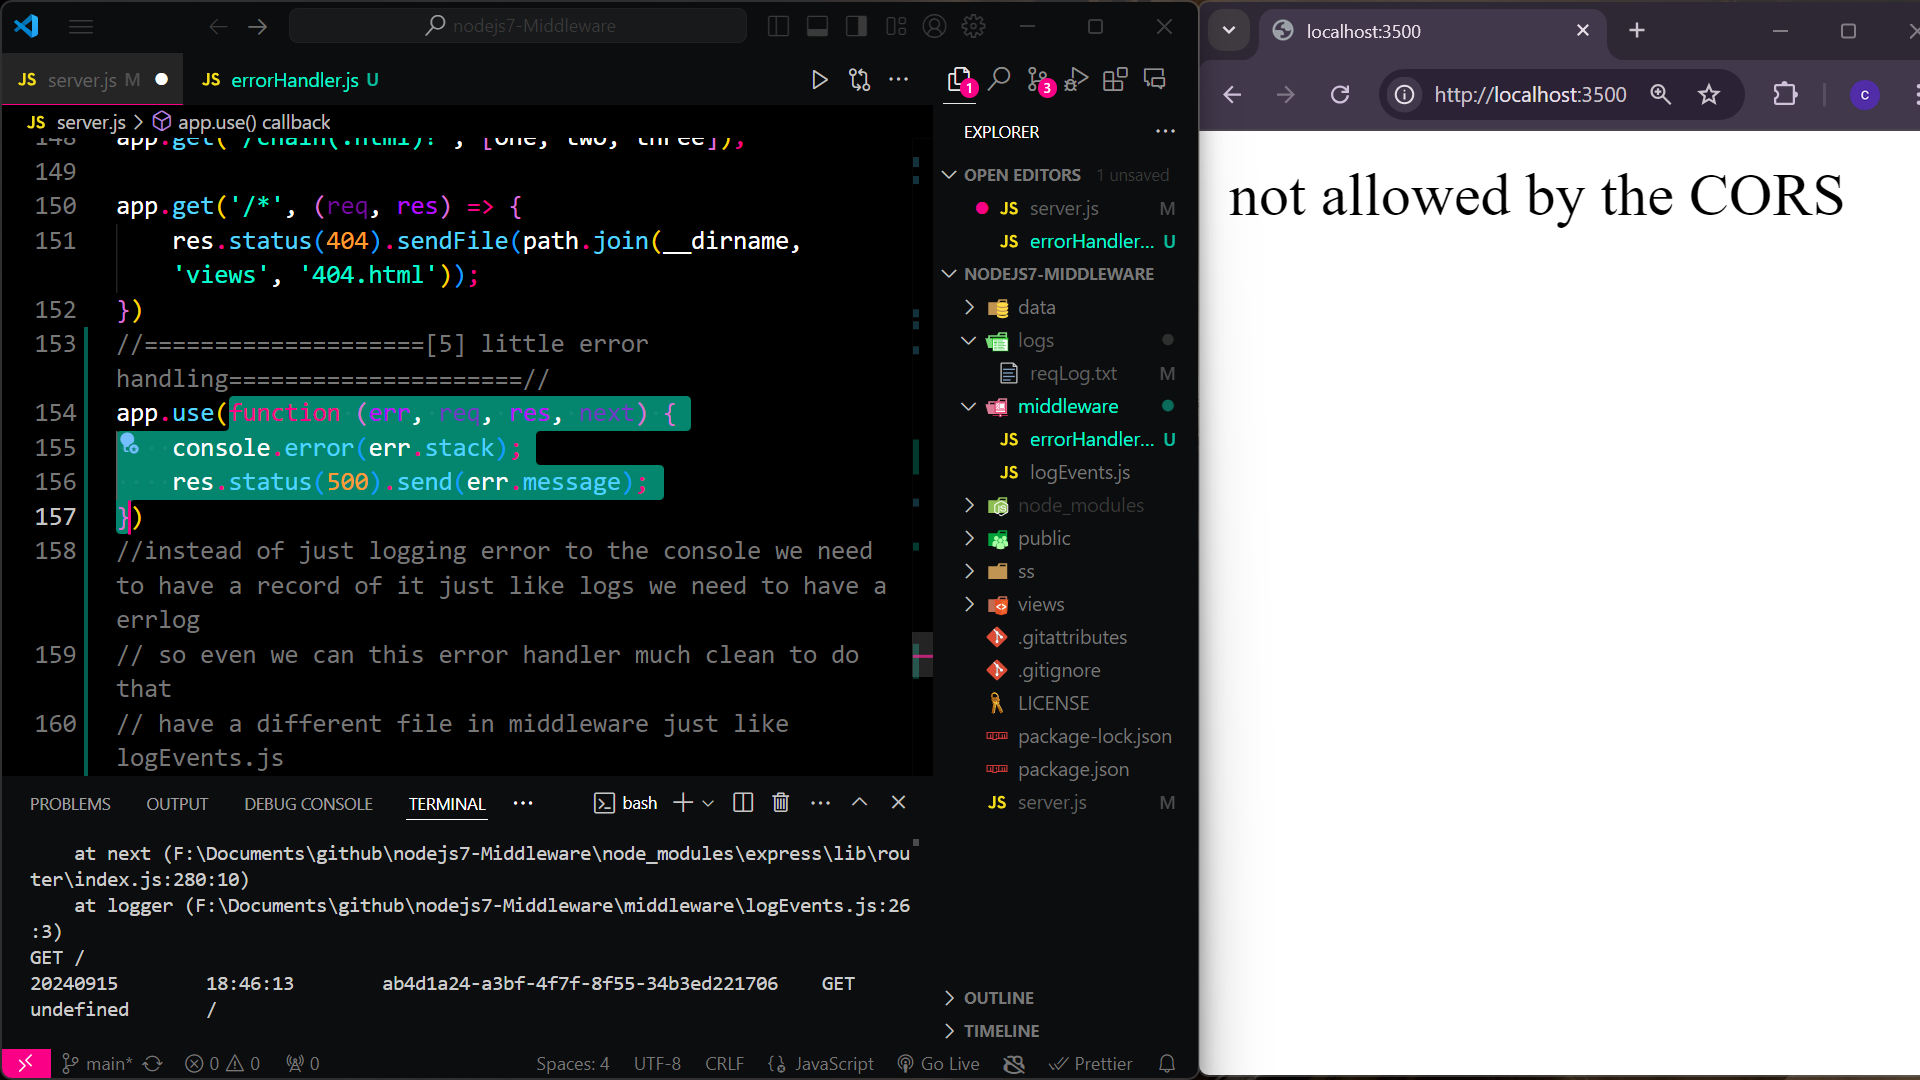 nodejs7-Middleware
JS server.js M
JS errorHandler.js U
JS server.js > app.use() callback
148 app.get('/chain(.html)?', [one, two, three]);
149
150 app.get('/*', (req, res) => {
151 res.status(404).sendFile(path.join(__dirname,
'views', '404.html'));
152 })
153 //====================[5] little error
handling=====================//
154 app.use(function (err, req, res, next) {
155 console.error(err.stack);
156 res.status(500).send(err.message);
157 })
158 //instead of just logging error to the console we need
to have a record of it just like logs we need to have a
errlog
159 // so even we can this error handler much clean to do
that
160 // have a different file in middleware just like
logEvents.js
PROBLEMS OUTPUT DEBUG CONSOLE TERMINAL
bash
at next (F:\Documents\github\nodejs7-Middleware\node_modules\express\lib\rou
ter\index.js:280:10)
at logger (F:\Documents\github\nodejs7-Middleware\middleware\logEvents.js:26
:3)
GET /
20240915 18:46:13 ab4d1a24-a3bf-4f7f-8f55-34b3ed221706 GET
undefined /
1
3
EXPLORER
OPEN EDITORS 1 unsaved
JS server.js M
JS errorHandler... U
NODEJS7-MIDDLEWARE
data
logs
reqLog.txt M
middleware
JS errorHandler... U
JS logEvents.js
node_modules
public
ss
views
.gitattributes
.gitignore
LICENSE
package-lock.json
package.json
JS server.js M
OUTLINE
TIMELINE
main* 0 0 0 Spaces: 4 UTF-8 CRLF {} JavaScript Go Live Prettier
localhost:3500
http://localhost:3500
c
not allowed by the CORS